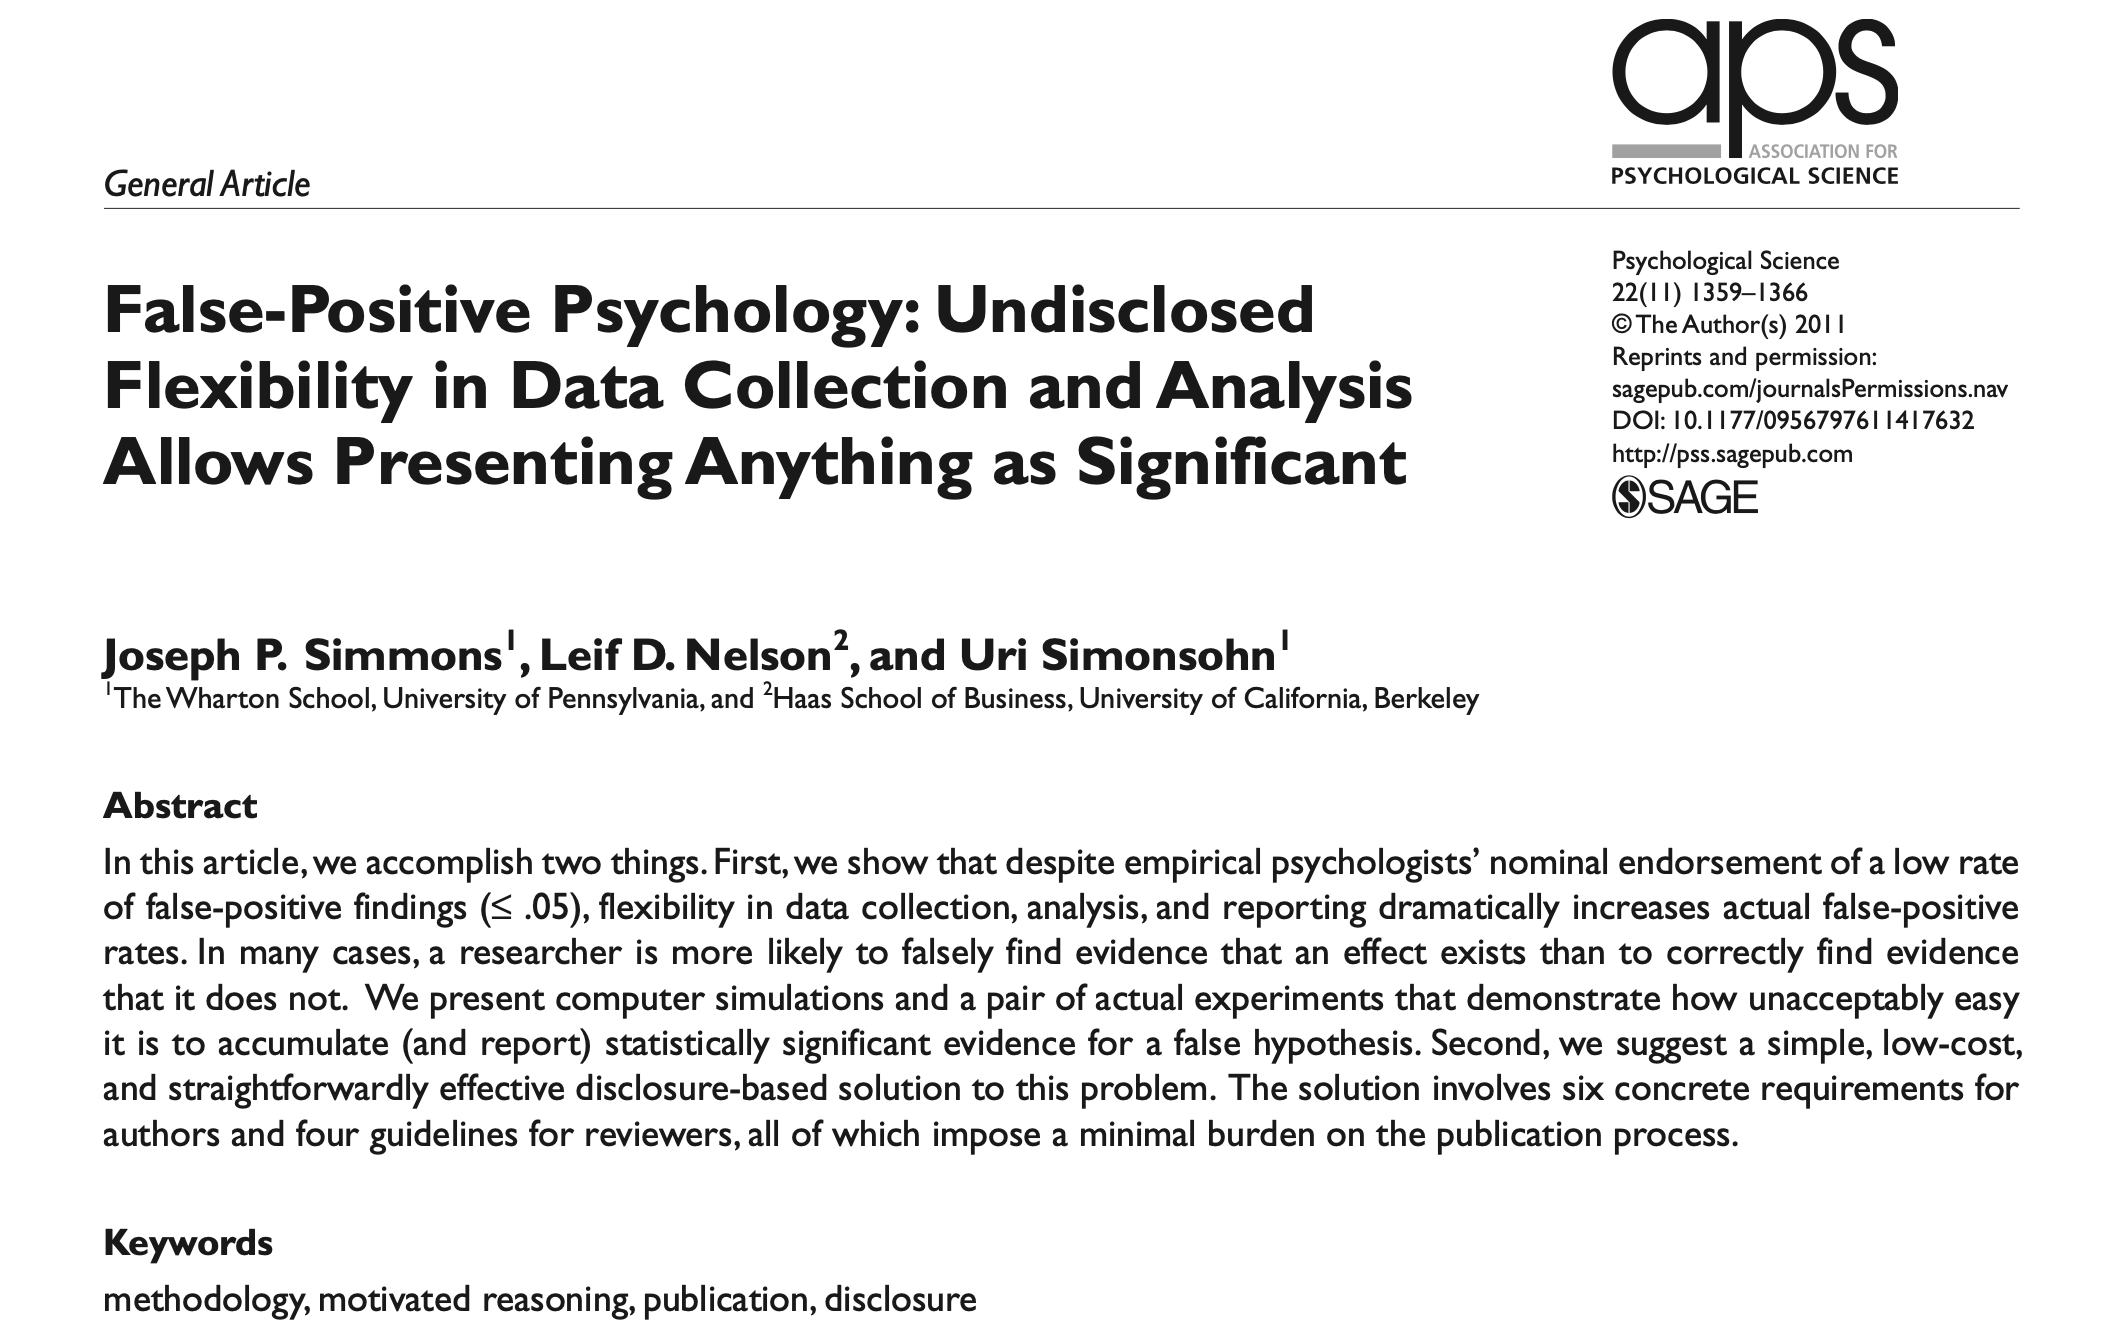 aps
ASSOCIATION FOR
PSYCHOLOGICAL SCIENCE
General Article
False-Positive Psychology: Undisclosed
Flexibility in Data Collection and Analysis
Allows Presenting Anything as Significant
Psychological Science
22(11) 1359–1366
© The Author(s) 2011
Reprints and permission:
sagepub.com/journalsPermissions.nav
DOI: 10.1177/0956797611417632
http://pss.sagepub.com
SAGE
Joseph P. Simmons¹, Leif D. Nelson², and Uri Simonsohn¹
¹The Wharton School, University of Pennsylvania, and ²Haas School of Business, University of California, Berkeley
Abstract
In this article, we accomplish two things. First, we show that despite empirical psychologists’ nominal endorsement of a low rate
of false-positive findings (≤ .05), flexibility in data collection, analysis, and reporting dramatically increases actual false-positive
rates. In many cases, a researcher is more likely to falsely find evidence that an effect exists than to correctly find evidence
that it does not. We present computer simulations and a pair of actual experiments that demonstrate how unacceptably easy
it is to accumulate (and report) statistically significant evidence for a false hypothesis. Second, we suggest a simple, low-cost,
and straightforwardly effective disclosure-based solution to this problem. The solution involves six concrete requirements for
authors and four guidelines for reviewers, all of which impose a minimal burden on the publication process.
Keywords
methodology, motivated reasoning, publication, disclosure